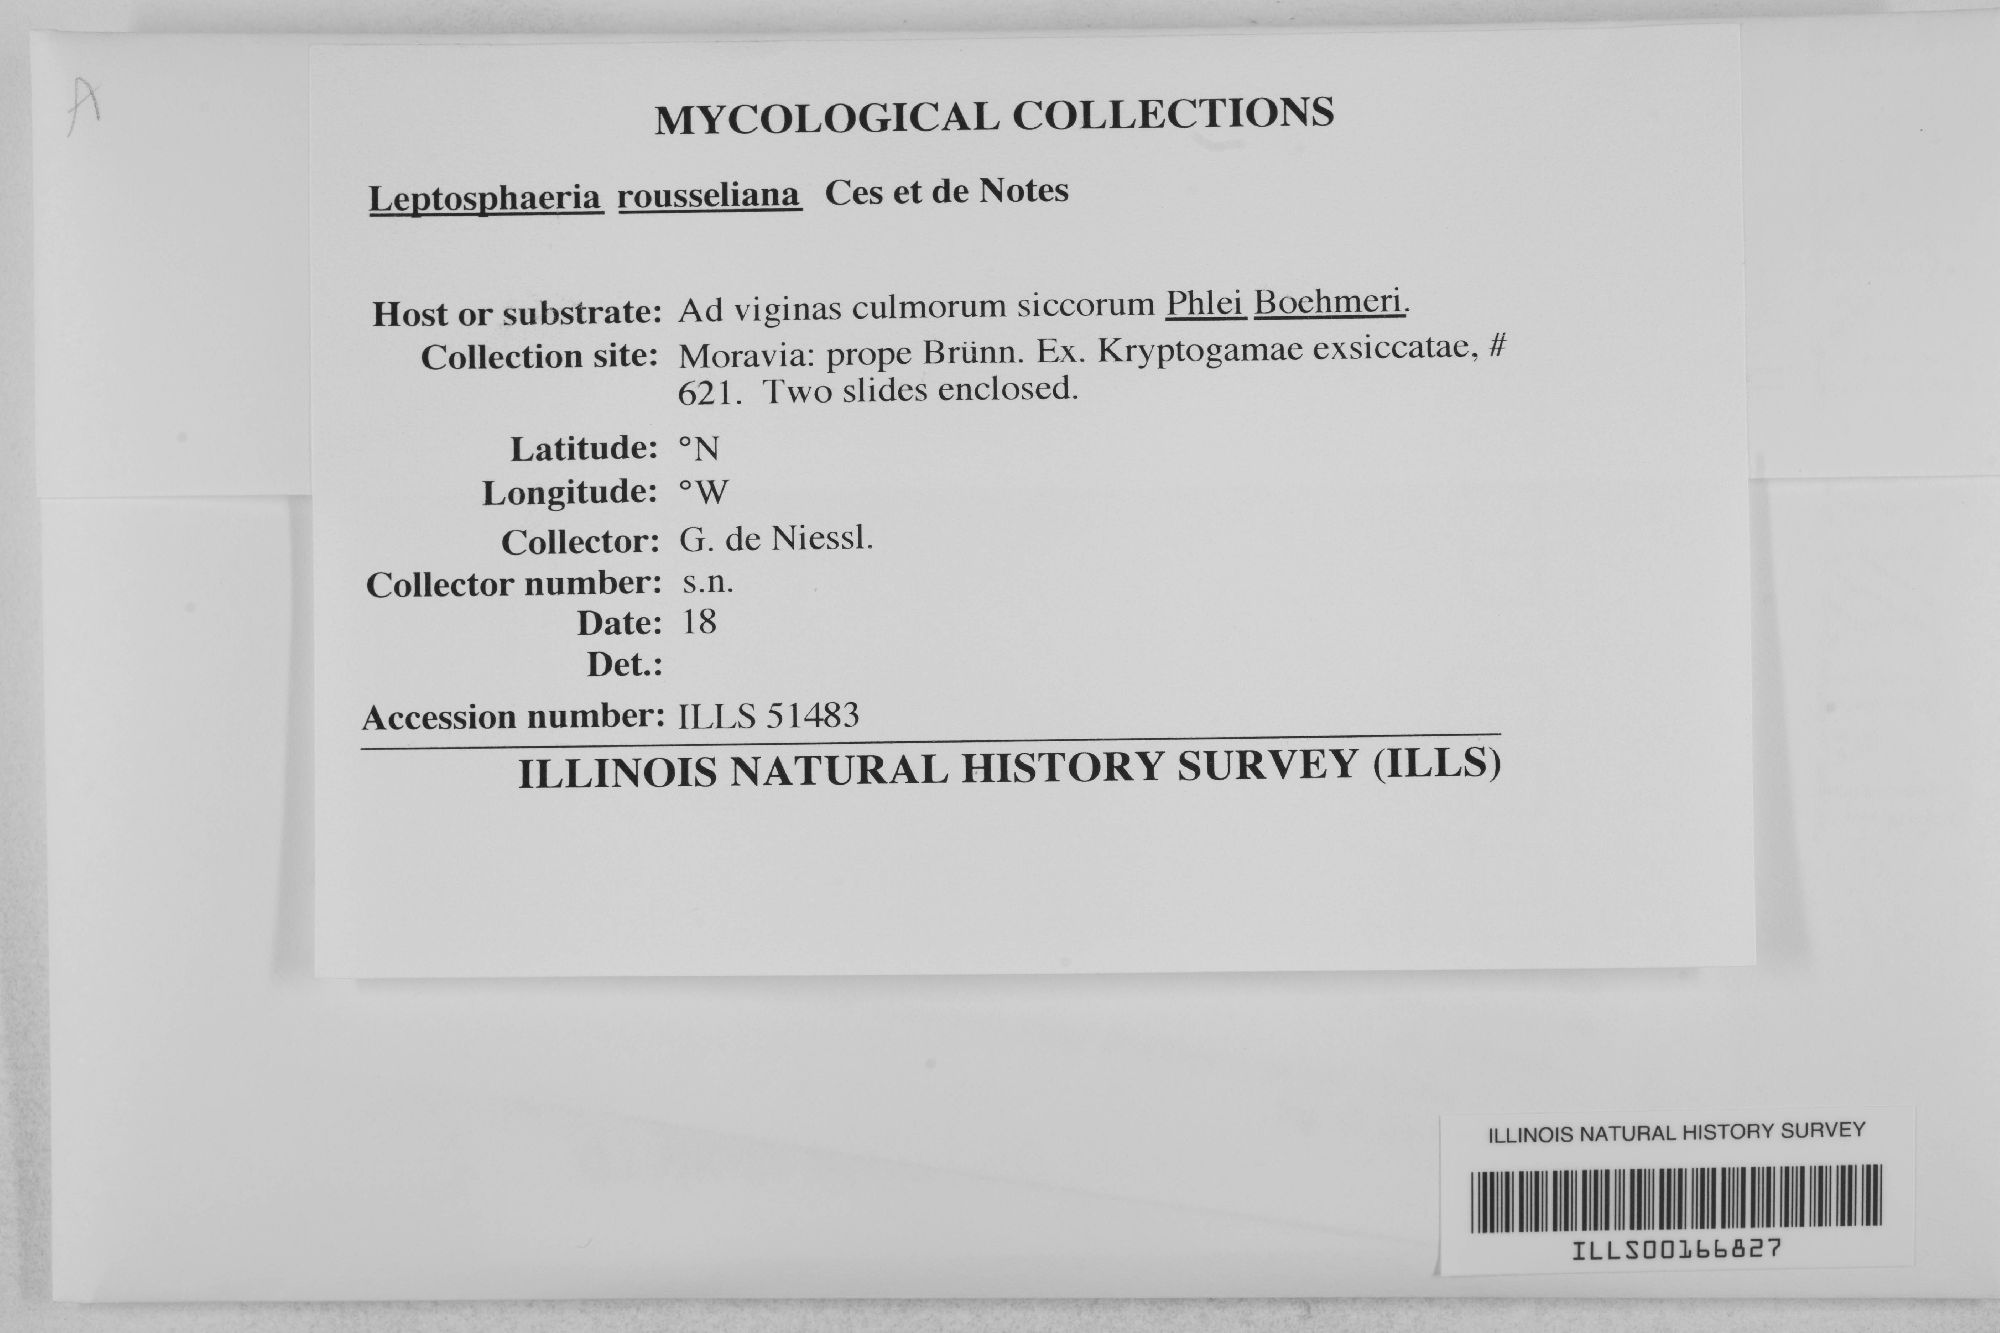 A
MYCOLOGICAL COLLECTIONS
Leptosphaeria rousseliana Ces et de Notes
Host or substrate: Ad viginas culmorum siccorum Phlei Boehmeri.
Collection site: Moravia: prope Brünn. Ex. Kryptogamae exsiccatae, #
621. Two slides enclosed.
Latitude: °N
Longitude: °W
Collector: G. de Niessl.
Collector number: s.n.
Date: 18
Det.:
Accession number: ILLS 51483
ILLINOIS NATURAL HISTORY SURVEY (ILLS)
ILLINOIS NATURAL HISTORY SURVEY
ILLS00166827